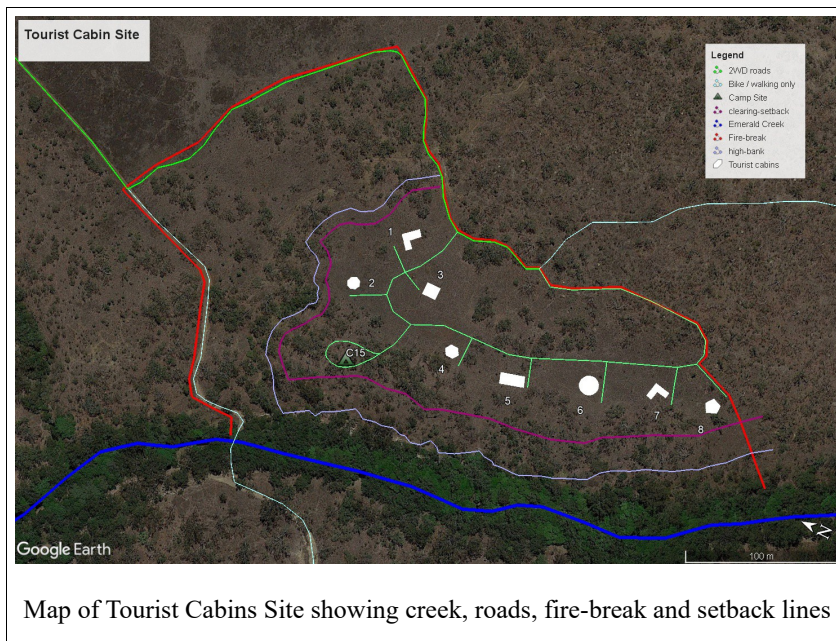 Tourist Cabin Site
Legend
2WD roads
Bike / walking only
Camp Site
clearing-setback
Emerald Creek
Fire-break
high-bank
Tourist cabins
1
2
3
C15
4
5
6
7
8
N
Google Earth
100 m
Map of Tourist Cabins Site showing creek, roads, fire-break and setback lines